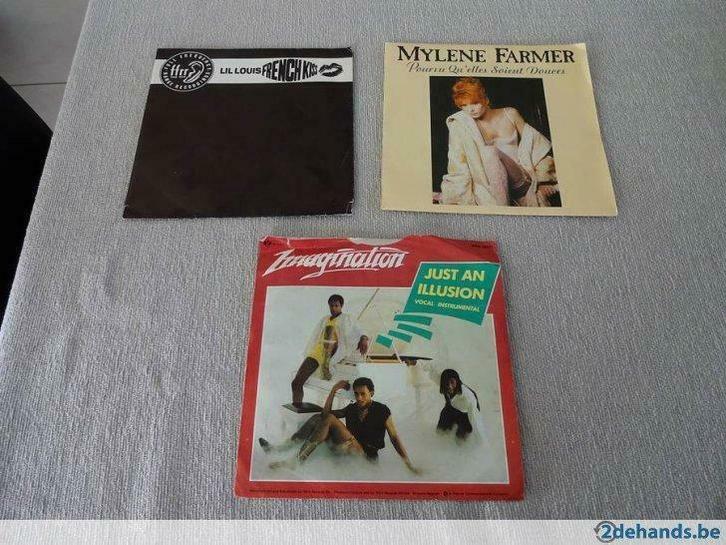 ffrr
LIL LOUIS FRENCH KISS
MYLENE FARMER
Pourvu Qu'elles Soient Douces
Imagination
JUST AN
ILLUSION
VOCAL INSTRUMENTAL
2dehands.be